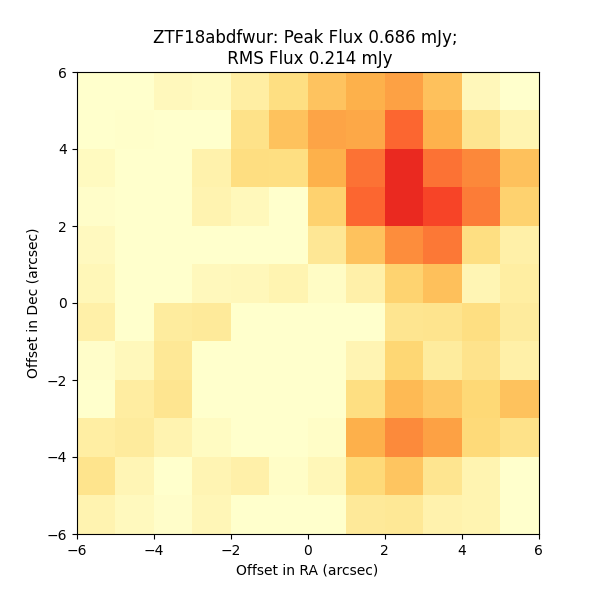 ZTF18abdfwur: Peak Flux 0.686 mJy;
RMS Flux 0.214 mJy
6
4
2
0
−2
−4
−6
Offset in Dec (arcsec)
−6 −4 −2 0 2 4 6
Offset in RA (arcsec)